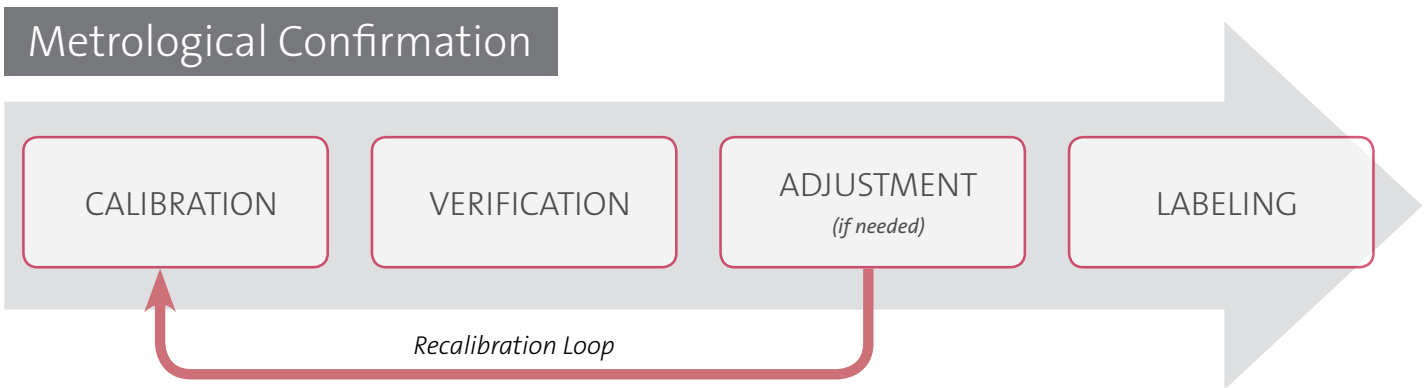 Metrological Confirmation
CALIBRATION
VERIFICATION
ADJUSTMENT
(if needed)
LABELING
Recalibration Loop